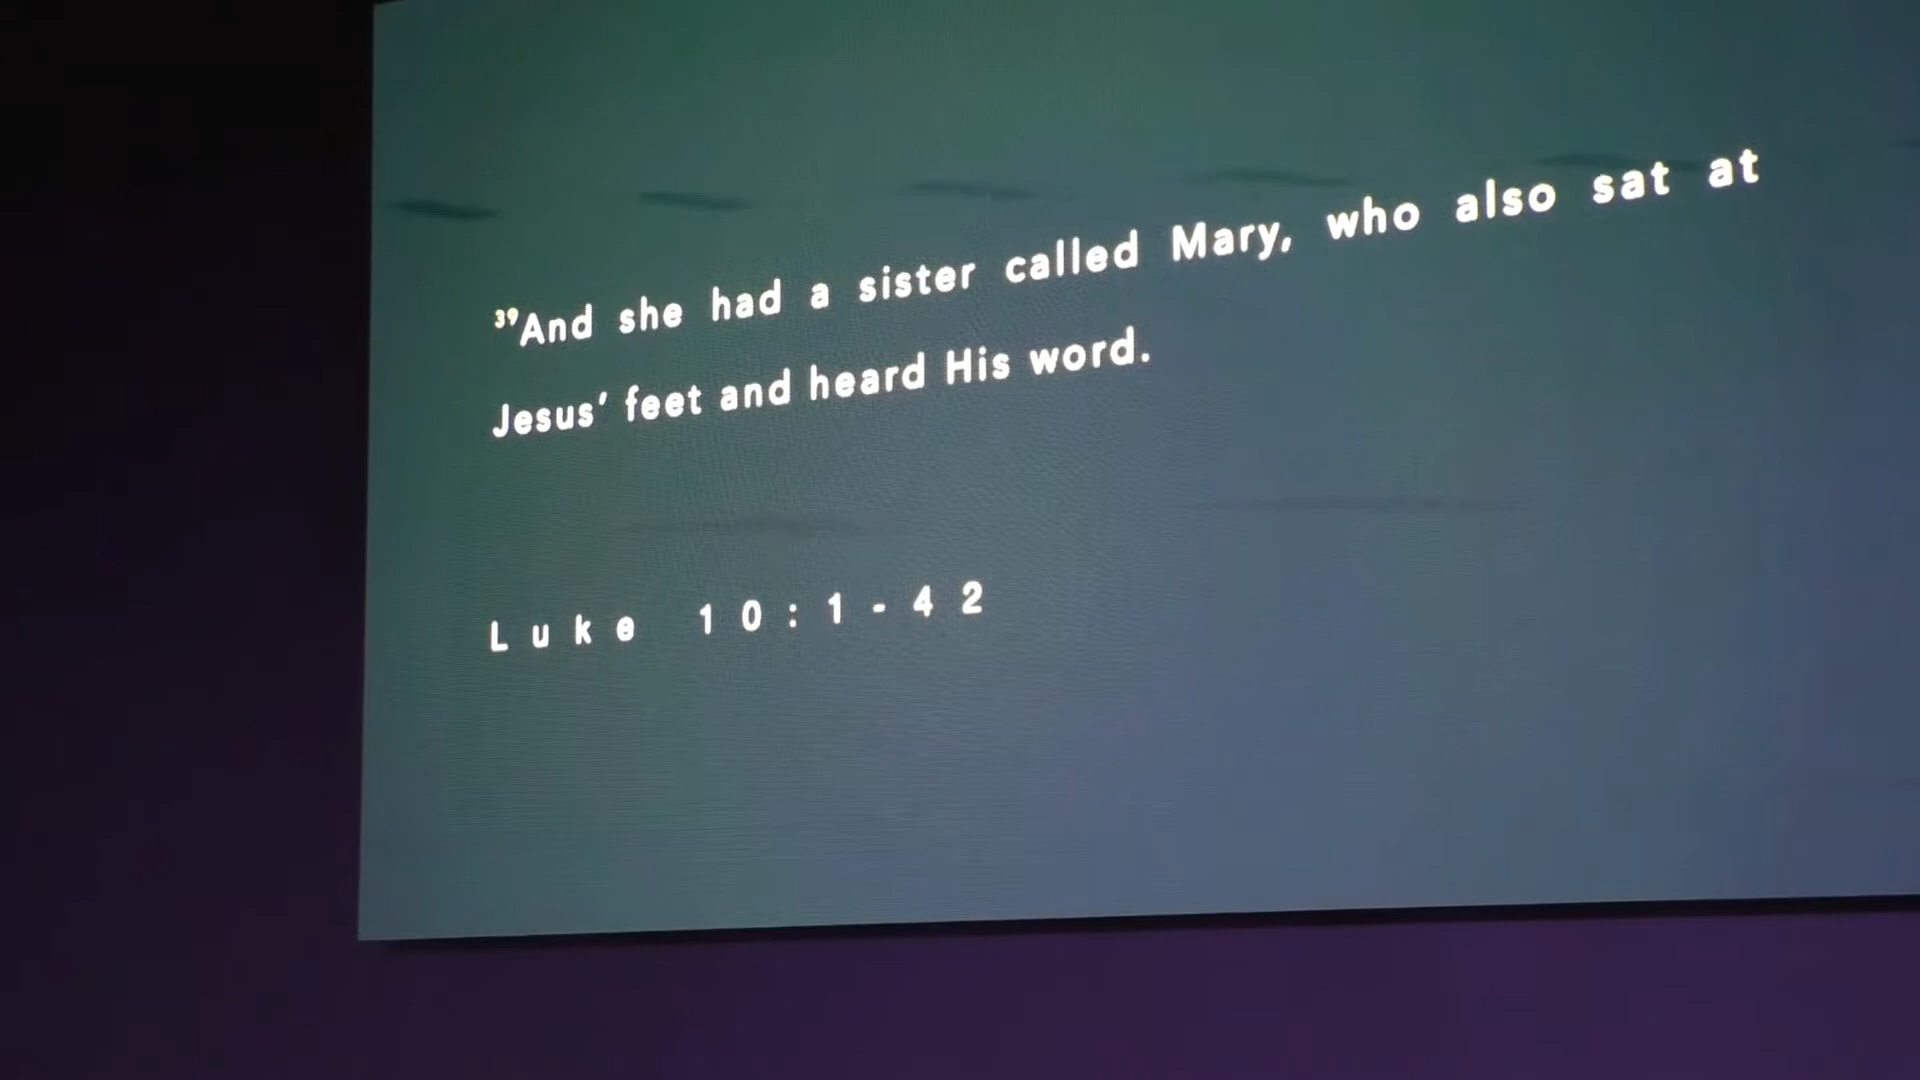 ³⁹And she had a sister called Mary, who also sat at
Jesus’ feet and heard His word.
Luke 10:1-42